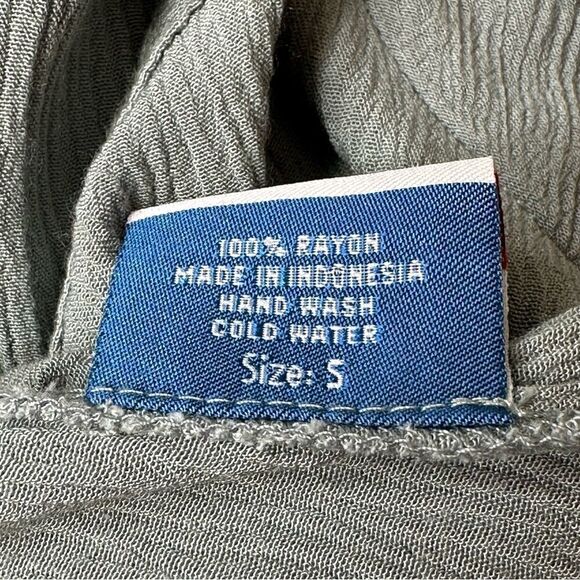 100% RAYON
MADE IN INDONESIA
HAND WASH
COLD WATER
Size: S